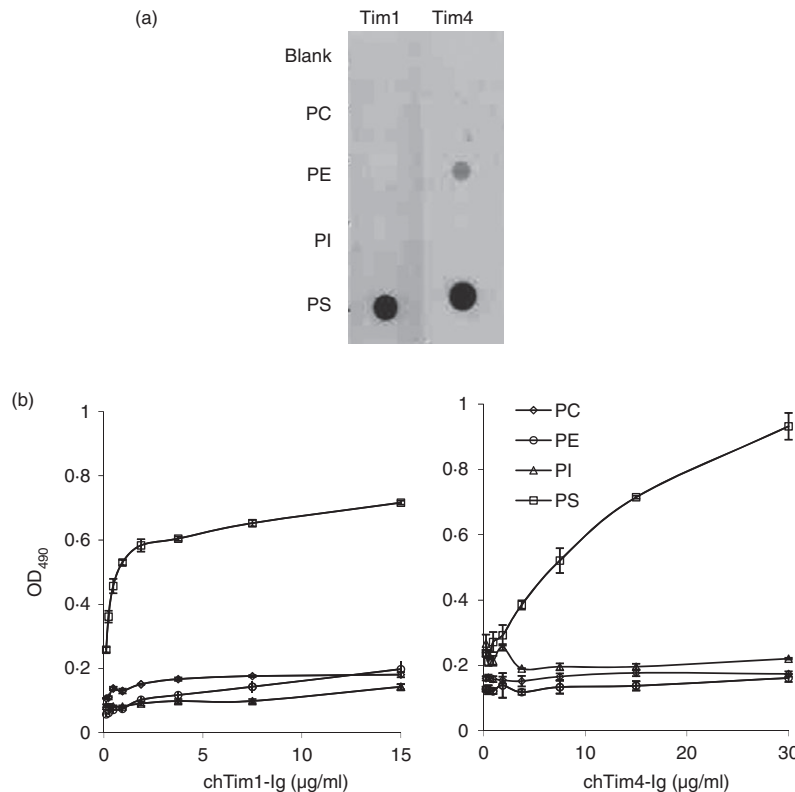 (a)
Tim1 Tim4
Blank
PC
PE
PI
PS
(b)
1
0·8
0·6
0·4
0·2
0
OD490
0 5 10 15
chTim1-Ig (µg/ml)
1
0·8
0·6
0·4
0·2
0
PC
PE
PI
PS
0 10 20 30
chTim4-Ig (µg/ml)